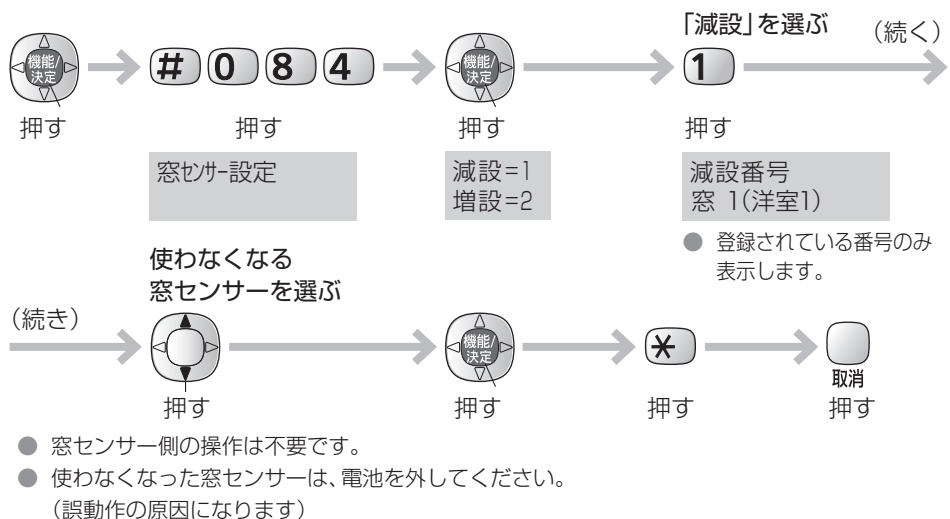 「減設」を選ぶ (続く)
機能/決定 # 0 8 4 機能/決定 1
押す 押す 押す 押す
窓ｾﾝｻｰ設定 減設=1 減設番号
増設=2 窓 1(洋室1)
● 登録されている番号のみ
表示します。
使わなくなる
窓センサーを選ぶ
(続き)
機能/決定 ✱ 取消
押す 押す 押す 押す
● 窓センサー側の操作は不要です。
● 使わなくなった窓センサーは、電池を外してください。
(誤動作の原因になります)